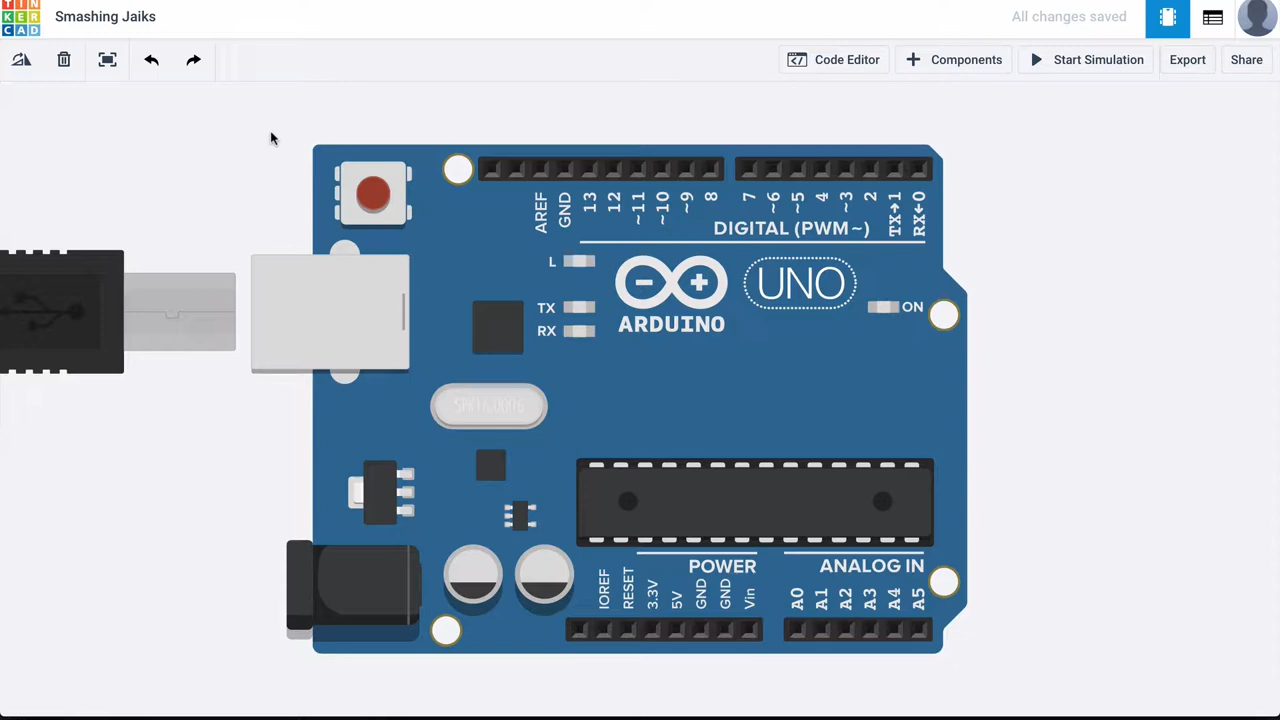 TIN
KER
CAD
Smashing Jaiks
All changes saved
Code Editor
Components
Start Simulation
Export
Share
AREF
GND
13
12
~11
~10
~9
8
7
~6
~5
4
~3
2
TX→1
RX←0
DIGITAL (PWM~)
L
TX
RX
ARDUINO
UNO
ON
SPK16.000G
POWER
ANALOG IN
IOREF
RESET
3.3V
5V
GND
GND
Vin
A0
A1
A2
A3
A4
A5